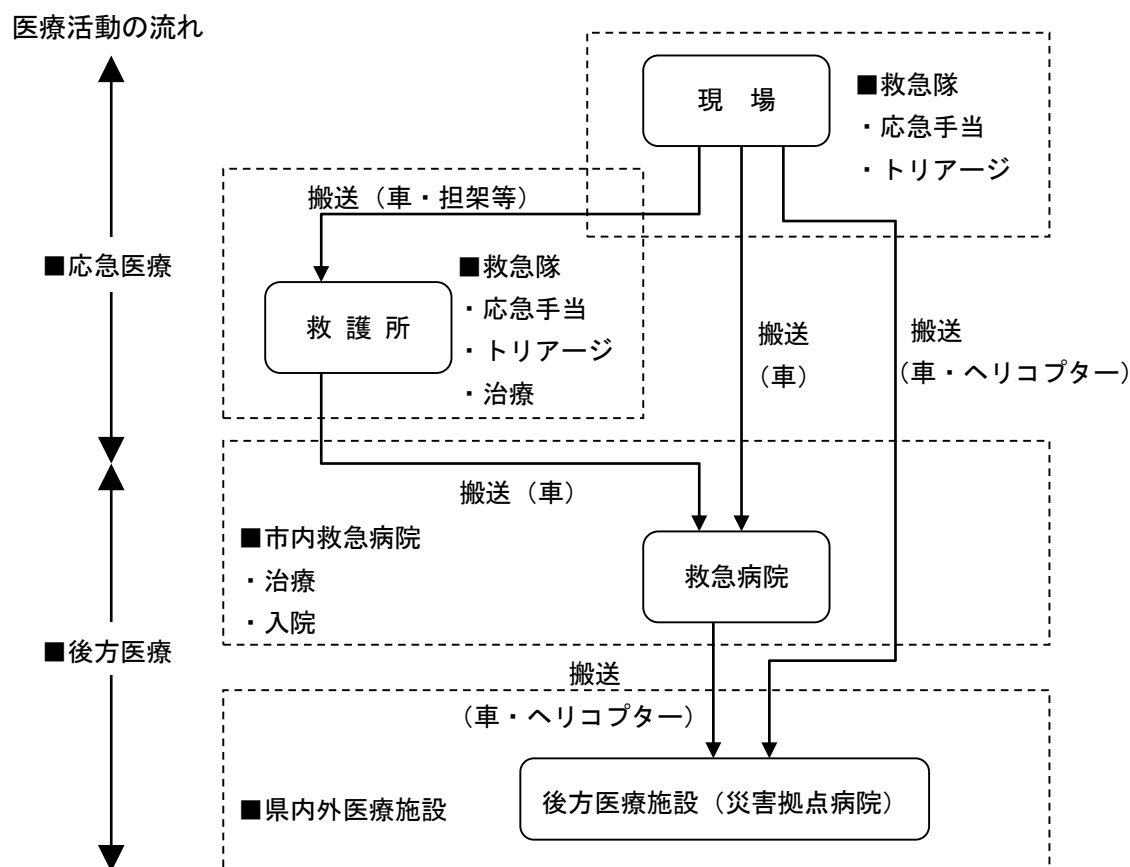 医療活動の流れ
現　場
■救急隊
・応急手当
・トリアージ
搬送（車・担架等）
■応急医療
救 護 所
■救急隊
・応急手当
・トリアージ
・治療
搬送
（車）
搬送
（車・ヘリコプター）
搬送（車）
■市内救急病院
・治療
・入院
救急病院
■後方医療
搬送
（車・ヘリコプター）
■県内外医療施設
後方医療施設（災害拠点病院）